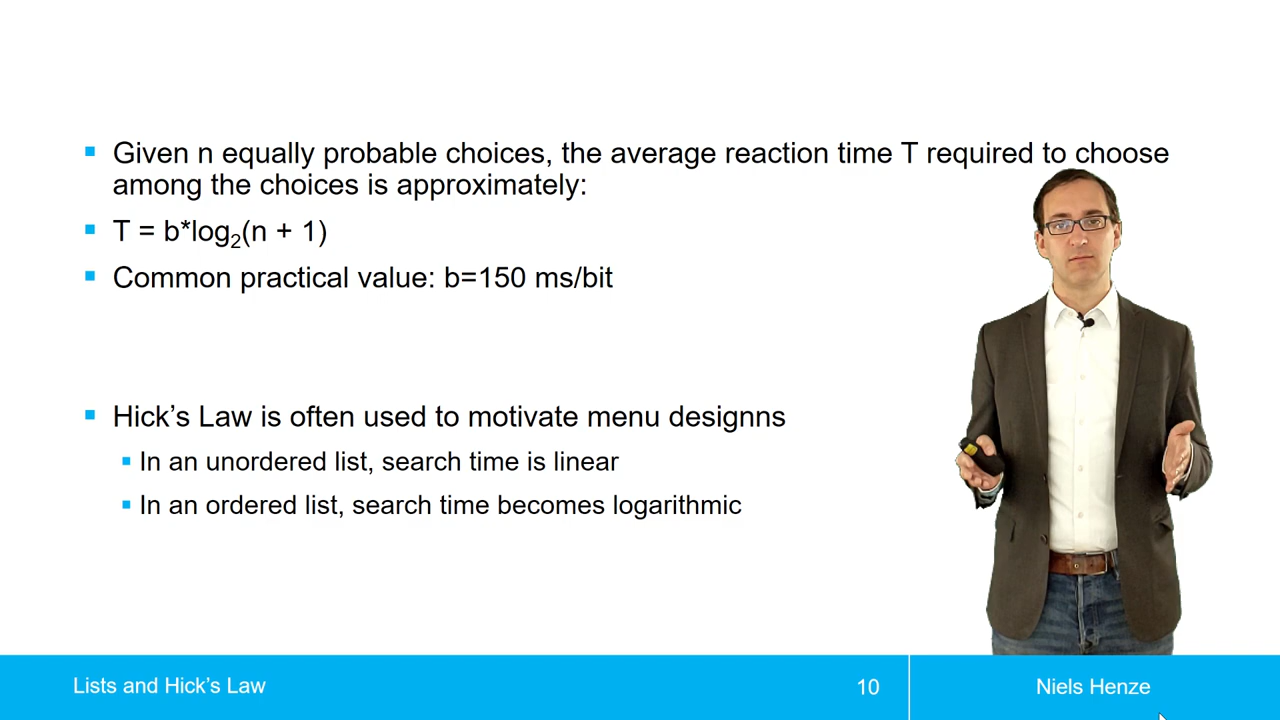 Given n equally probable choices, the average reaction time T required to choose
among the choices is approximately:
T = b*log₂(n + 1)
Common practical value: b=150 ms/bit
Hick’s Law is often used to motivate menu designns
In an unordered list, search time is linear
In an ordered list, search time becomes logarithmic
Lists and Hick’s Law
10
Niels Henze